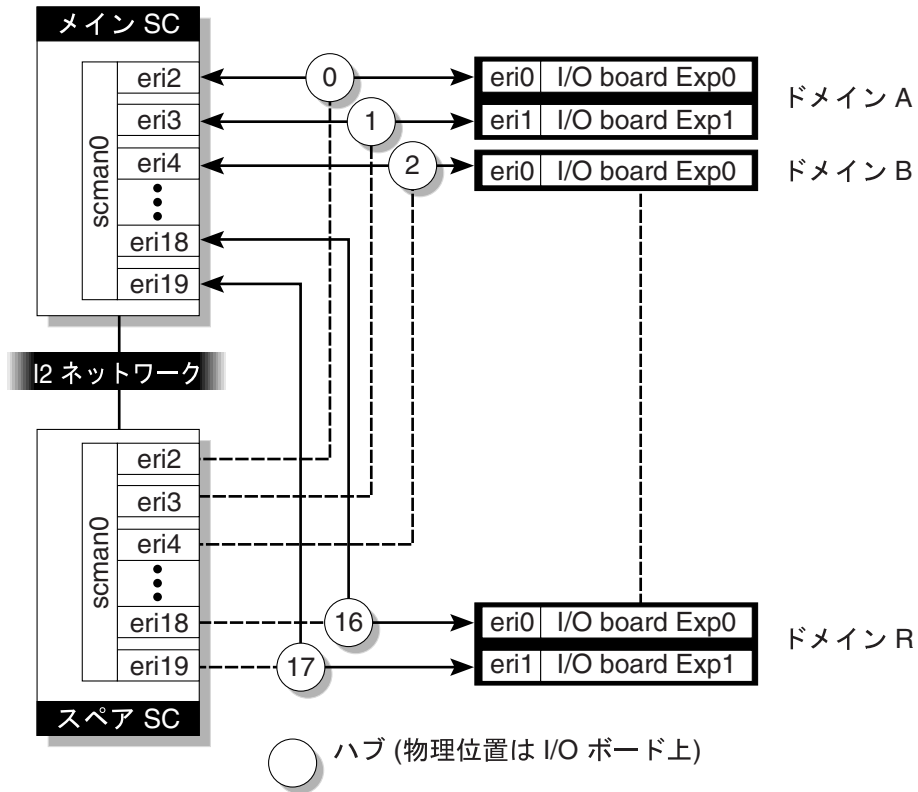 メイン SC
scman0
eri2
eri3
eri4
eri18
eri19
0
1
2
eri0 I/O board Exp0
eri1 I/O board Exp1
ドメイン A
eri0 I/O board Exp0
ドメイン B
I2 ネットワーク
scman0
eri2
eri3
eri4
eri18
eri19
スペア SC
16
17
eri0 I/O board Exp0
eri1 I/O board Exp1
ドメイン R
ハブ (物理位置は I/O ボード上)